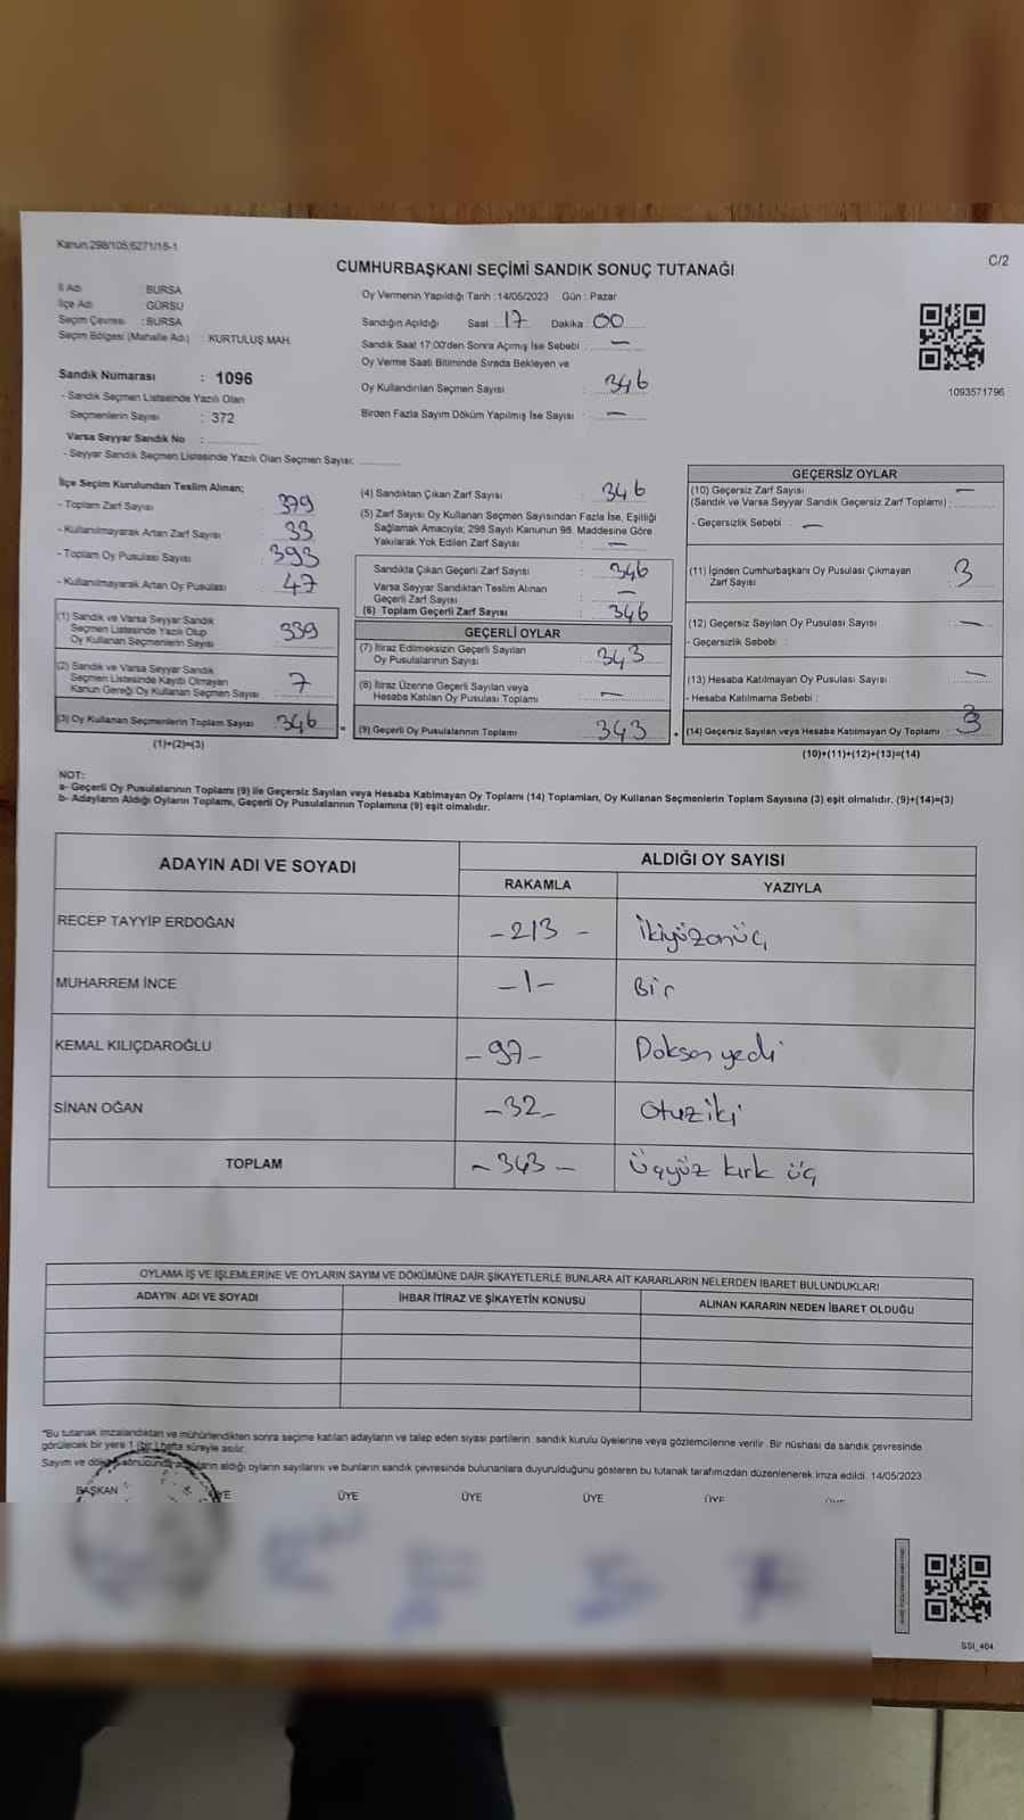 Kanun:298/105;6271/18-1
C/2
CUMHURBAŞKANI SEÇİMİ SANDIK SONUÇ TUTANAĞI
İl Adı BURSA
İlçe Adı GÜRSU
Seçim Çevresi :BURSA
Seçim Bölgesi (Mahalle Adı) : KURTULUŞ MAH.
Sandık Numarası : 1096
- Sandık Seçmen Listesinde Yazılı Olan
Seçmenlerin Sayısı : 372
Varsa Seyyar Sandık No :
- Seyyar Sandık Seçmen Listesinde Yazılı Olan Seçmen Sayısı:
Oy Vermenin Yapıldığı Tarih :14/05/2023 Gün : Pazar
Sandığın Açıldığı Saat 17 Dakika 00
Sandık Saat 17:00'den Sonra Açımış İse Sebebi : —
Oy Verme Saati Bitiminde Sırada Bekleyen ve
Oy Kullandırılan Seçmen Sayısı : 346
Birden Fazla Sayım Döküm Yapılmış İse Sayısı : —
1093571796
İlçe Seçim Kurulundan Teslim Alınan;
- Toplam Zarf Sayısı : 379
- Kullanılmayarak Artan Zarf Sayısı : 33
- Toplam Oy Pusulası Sayısı : 393
- Kullanılmayarak Artan Oy Pusulası : 47
(1) Sandık ve Varsa Seyyar Sandık
Seçmen Listesinde Yazılı Olup
Oy Kullanan Seçmenlerin Sayısı : 339
(2) Sandık ve Varsa Seyyar Sandık
Seçmen Listesinde Kayıtlı Olmayan
Kanun Gereği Oy Kullanan Seçmen Sayısı : 7
(3) Oy Kullanan Seçmenlerin Toplam Sayısı : 346
(1)+(2)=(3)
(4) Sandıktan Çıkan Zarf Sayısı : 346
(5) Zarf Sayısı Oy Kullanan Seçmen Sayısından Fazla İse, Eşitliği
Sağlamak Amacıyla; 298 Sayılı Kanunun 98. Maddesine Göre
Yakılarak Yok Edilen Zarf Sayısı : —
Sandıkta Çıkan Geçerli Zarf Sayısı : 346
Varsa Seyyar Sandıktan Teslim Alınan
Geçerli Zarf Sayısı : —
(6) Toplam Geçerli Zarf Sayısı : 346
GEÇERLİ OYLAR
(7) İtiraz Edilmeksizin Geçerli Sayılan
Oy Pusulalarının Sayısı : 343
(8) İtiraz Üzerine Geçerli Sayılan veya
Hesaba Katılan Oy Pusulası Toplamı : —
(9) Geçerli Oy Pusulalarının Toplamı : 343
GEÇERSİZ OYLAR
(10) Geçersiz Zarf Sayısı : —
(Sandık ve Varsa Seyyar Sandık Geçersiz Zarf Toplamı)
- Geçersizlik Sebebi : —
(11) İçinden Cumhurbaşkanı Oy Pusulası Çıkmayan
Zarf Sayısı : 3
(12) Geçersiz Sayılan Oy Pusulası Sayısı : —
- Geçersizlik Sebebi :
(13) Hesaba Katılmayan Oy Pusulası Sayısı : —
- Hesaba Katılmama Sebebi :
(14) Geçersiz Sayılan veya Hesaba Katılmayan Oy Toplamı : 3
(10)+(11)+(12)+(13)=(14)
NOT:
a- Geçerli Oy Pusulalarının Toplamı (9) ile Geçersiz Sayılan veya Hesaba Katılmayan Oy Toplamı (14) Toplamları, Oy Kullanan Seçmenlerin Toplam Sayısına (3) eşit olmalıdır. (9)+(14)=(3)
b- Adayların Aldığı Oyların Toplamı, Geçerli Oy Pusulalarının Toplamına (9) eşit olmalıdır.
ADAYIN ADI VE SOYADI ALDIĞI OY SAYISI
RAKAMLA YAZIYLA
RECEP TAYYİP ERDOĞAN -213- İkiyüzonüç
MUHARREM İNCE -1- Bir
KEMAL KILIÇDAROĞLU -97- Doksan yedi
SİNAN OĞAN -32- Otuziki
TOPLAM -343- Üçyüz kırk üç
OYLAMA İŞ VE İŞLEMLERİNE VE OYLARIN SAYIM VE DÖKÜMÜNE DAİR ŞİKAYETLERLE BUNLARA AİT KARARLARIN NELERDEN İBARET BULUNDUKLARI
ADAYIN ADI VE SOYADI İHBAR İTİRAZ VE ŞİKAYETİN KONUSU ALINAN KARARIN NEDEN İBARET OLDUĞU
"Bu tutanak imzalandıktan ve mühürlendikten sonra seçime katılan adayların ve talep eden siyasi partilerin sandık kurulu üyelerine veya gözlemcilerine verilir. Bir nüshası da sandık çevresinde
görülecek bir yere 1 (bir) hafta süreyle asılır.
Sayım ve döküm sonucunda adayların aldığı oyların sayılarını ve bunların sandık çevresinde bulunanlara duyurulduğunu gösteren bu tutanak tarafımızdan düzenlenerek imza edildi. 14/05/2023
BAŞKAN ÜYE ÜYE ÜYE ÜYE ÜYE
SSI_404